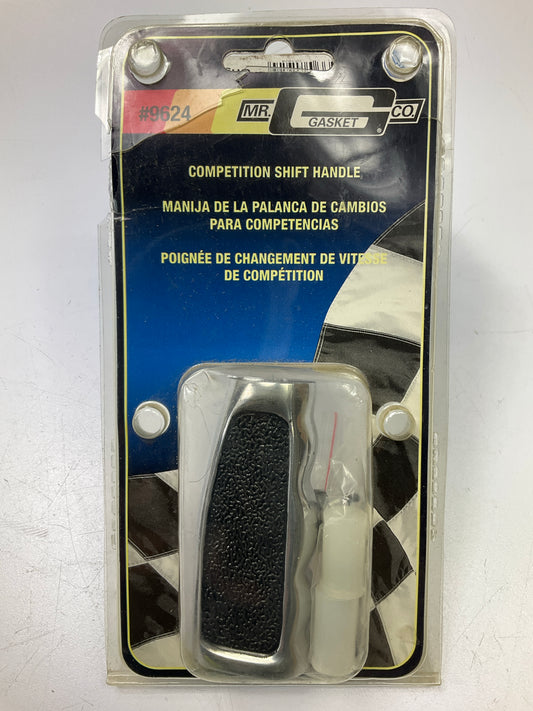 #9624
MR. GASKET CO.
COMPETITION SHIFT HANDLE
MANIJA DE LA PALANCA DE CAMBIOS
PARA COMPETENCIAS
POIGNÉE DE CHANGEMENT DE VITESSE
DE COMPÉTITION